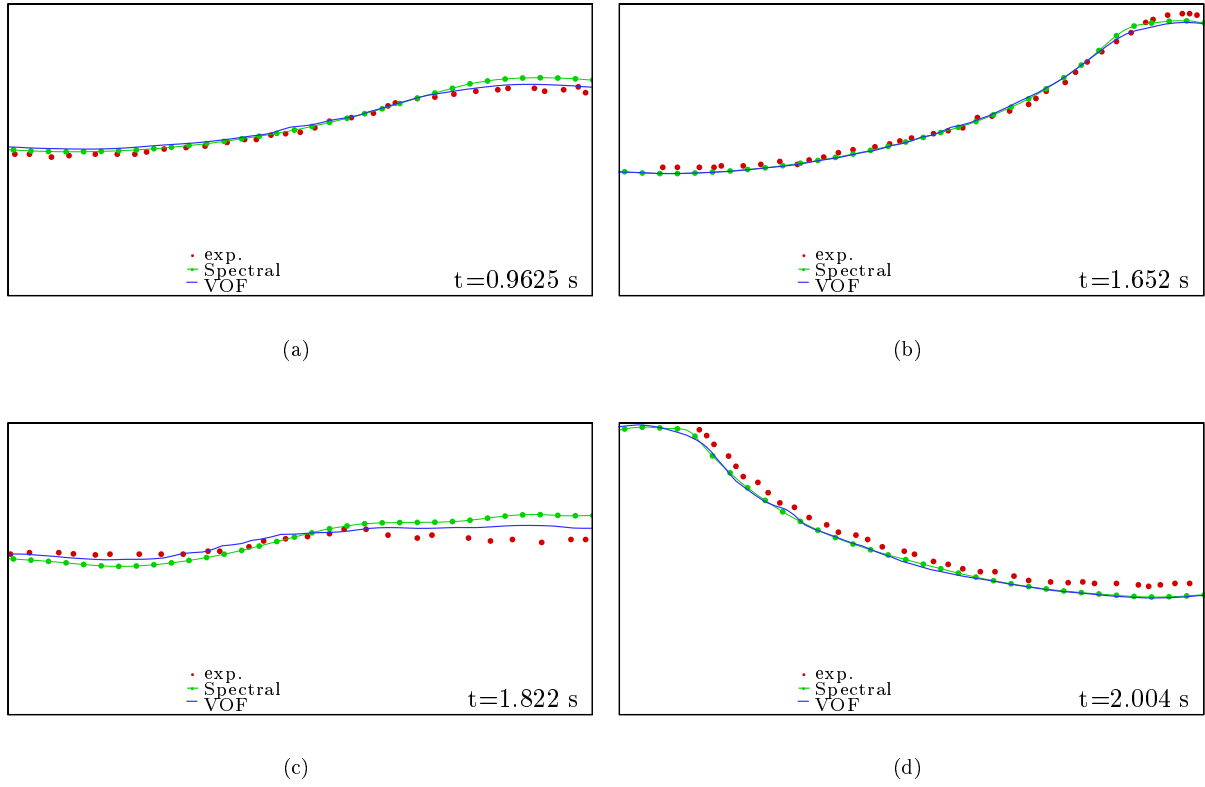 exp.
Spectral
VOF
t=0.9625 s
(a)
exp.
Spectral
VOF
t=1.652 s
(b)
exp.
Spectral
VOF
t=1.822 s
(c)
exp.
Spectral
VOF
t=2.004 s
(d)